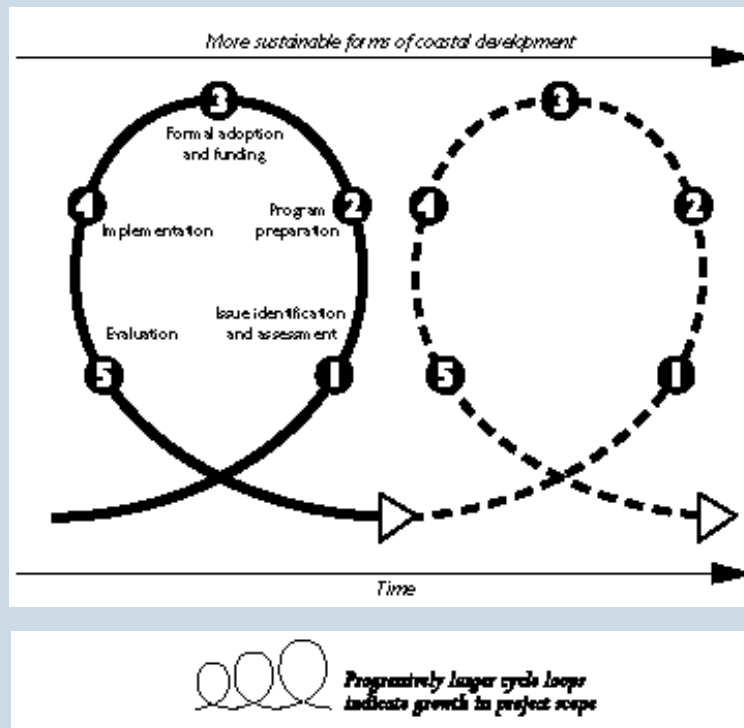 More sustainable forms of coastal development
3
3
Formal adoption
and funding
4
2
4
2
Implementation
Program
preparation
Evaluation
Issue identification
and assessment
5
1
5
1
Time
Progressively larger cycle loops
indicate growth in project scope